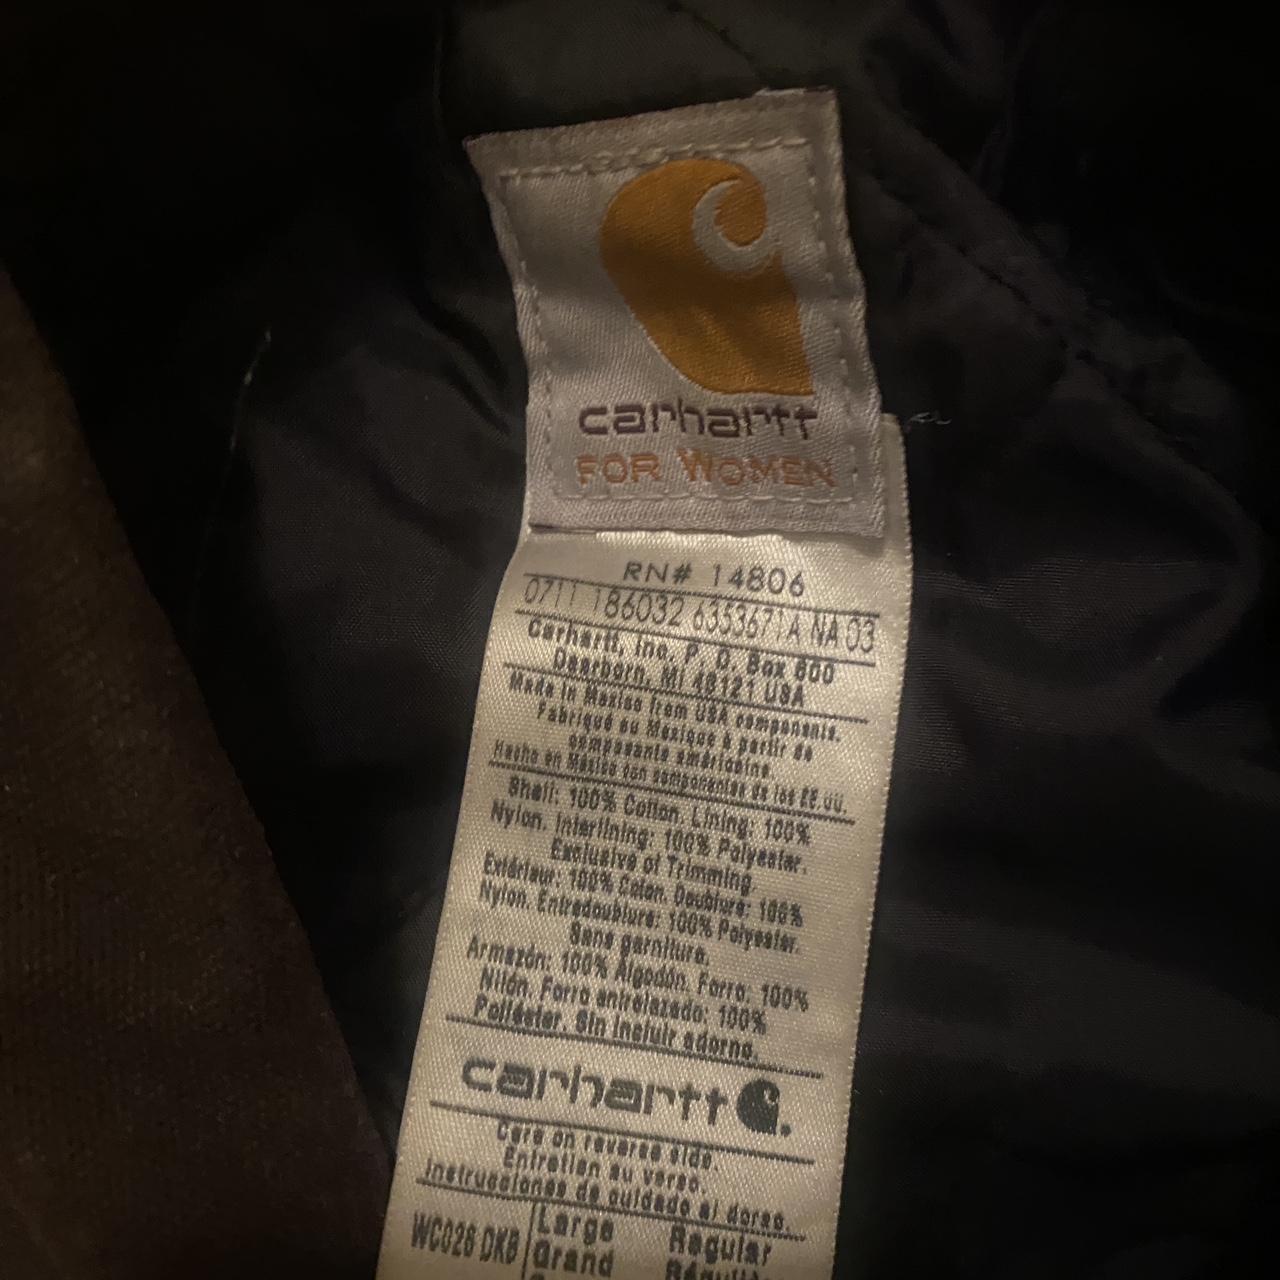 carhartt
FOR WOMEN
RN# 14806
0711 186032 6353671A NA 03
Carhartt, Inc. P. O. Box 600
Dearborn, MI 48121 USA
Made in Mexico from USA components.
Fabriqué au Mexique à partir de
composants américains.
Hecho en México con componentes de los EE.UU.
Shell: 100% Cotton. Lining: 100%
Nylon. Interlining: 100% Polyester.
Exclusive of Trimming.
Extérieur: 100% Coton. Doublure: 100%
Nylon. Entredoublure: 100% Polyester.
Sans garniture.
Armazón: 100% Algodón. Forro: 100%
Nilón. Forro entrelazado: 100%
Poliéster. Sin incluir adorno.
carhartt
Care on reverse side.
Entretien au verso.
Instrucciones de cuidado al dorso.
WC026 DKB Large Regular
Grand